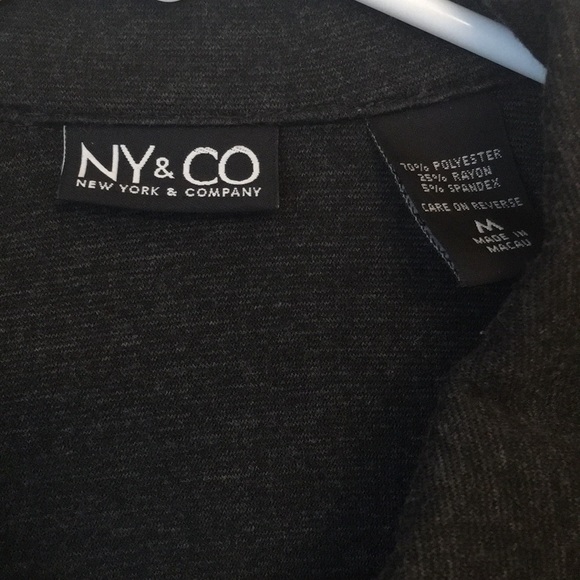 NY&CO
NEW YORK & COMPANY
70% POLYESTER
25% RAYON
5% SPANDEX
CARE ON REVERSE
M
MADE IN
MACAU